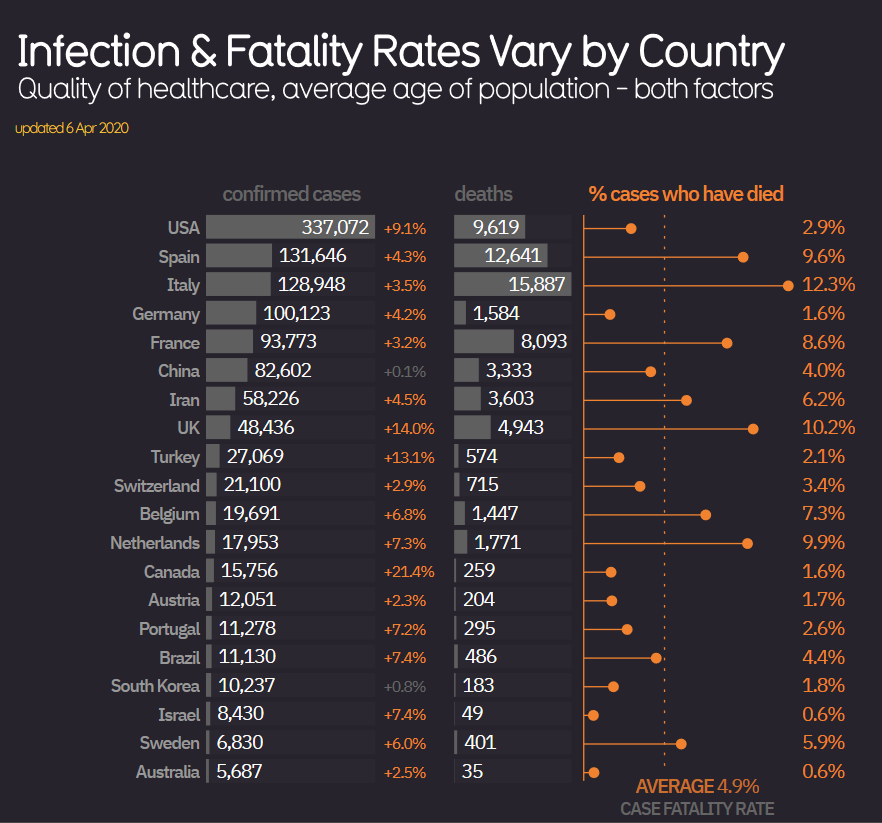 Infection & Fatality Rates Vary by Country
Quality of healthcare, average age of population - both factors
updated 6 Apr 2020
confirmed cases deaths % cases who have died
USA 337,072 +9.1% 9,619 2.9%
Spain 131,646 +4.3% 12,641 9.6%
Italy 128,948 +3.5% 15,887 12.3%
Germany 100,123 +4.2% 1,584 1.6%
France 93,773 +3.2% 8,093 8.6%
China 82,602 +0.1% 3,333 4.0%
Iran 58,226 +4.5% 3,603 6.2%
UK 48,436 +14.0% 4,943 10.2%
Turkey 27,069 +13.1% 574 2.1%
Switzerland 21,100 +2.9% 715 3.4%
Belgium 19,691 +6.8% 1,447 7.3%
Netherlands 17,953 +7.3% 1,771 9.9%
Canada 15,756 +21.4% 259 1.6%
Austria 12,051 +2.3% 204 1.7%
Portugal 11,278 +7.2% 295 2.6%
Brazil 11,130 +7.4% 486 4.4%
South Korea 10,237 +0.8% 183 1.8%
Israel 8,430 +7.4% 49 0.6%
Sweden 6,830 +6.0% 401 5.9%
Australia 5,687 +2.5% 35 0.6%
AVERAGE 4.9%
CASE FATALITY RATE